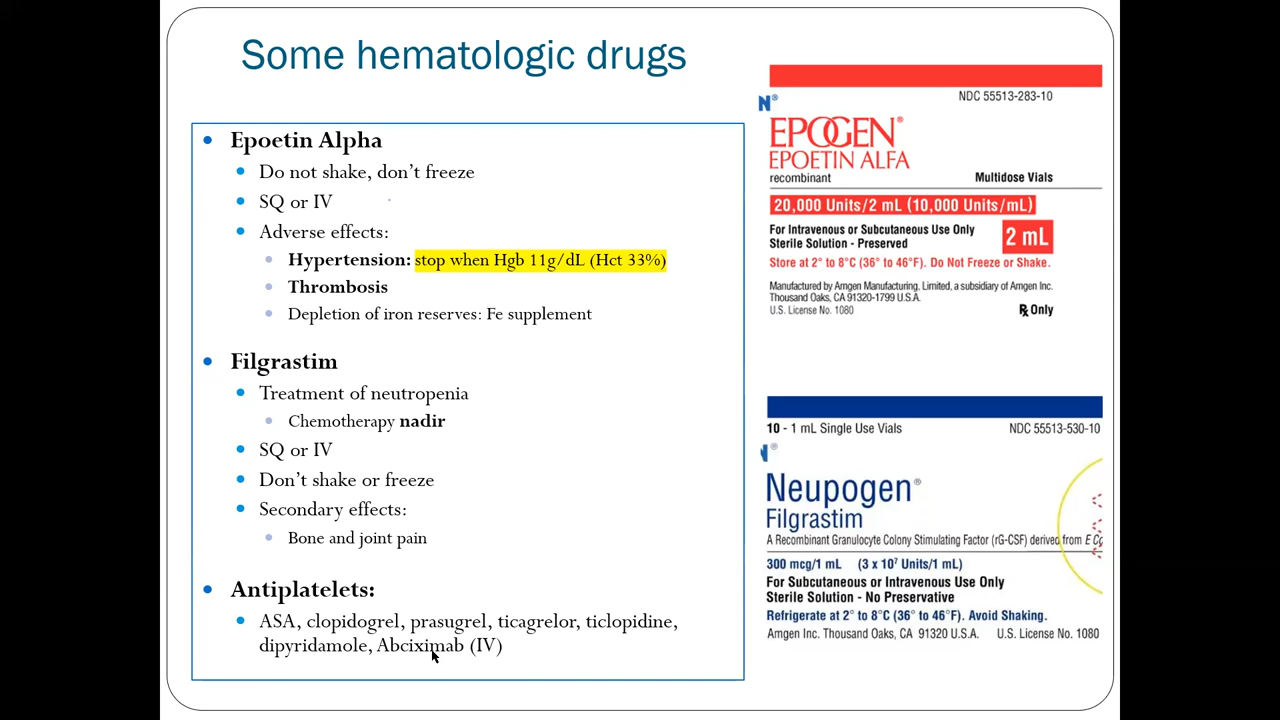 Some hematologic drugs
Epoetin Alpha
Do not shake, don't freeze
SQ or IV
Adverse effects:
Hypertension: stop when Hgb 11g/dL (Hct 33%)
Thrombosis
Depletion of iron reserves: Fe supplement
Filgrastim
Treatment of neutropenia
Chemotherapy nadir
SQ or IV
Don't shake or freeze
Secondary effects:
Bone and joint pain
Antiplatelets:
ASA, clopidogrel, prasugrel, ticagrelor, ticlopidine,
dipyridamole, Abciximab (IV)
NDC 55513-283-10
N®
EPOGEN®
EPOETIN ALFA
recombinant Multidose Vials
20,000 Units/2 mL (10,000 Units/mL)
For Intravenous or Subcutaneous Use Only
Sterile Solution - Preserved
2 mL
Store at 2° to 8°C (36° to 46°F). Do Not Freeze or Shake.
Manufactured by Amgen Manufacturing, Limited, a subsidiary of Amgen Inc.
Thousand Oaks, CA 91320-1799 U.S.A.
U.S. License No. 1080 Rx Only
10 - 1 mL Single Use Vials NDC 55513-530-10
Neupogen®
Filgrastim
A Recombinant Granulocyte Colony Stimulating Factor (rG-CSF) derived from E
300 mcg/1 mL (3 x 10⁷ Units/1 mL)
For Subcutaneous or Intravenous Use Only
Sterile Solution - No Preservative
Refrigerate at 2° to 8°C (36° to 46°F). Avoid Shaking.
Amgen Inc. Thousand Oaks, CA 91320 U.S.A. U.S. License No. 1080